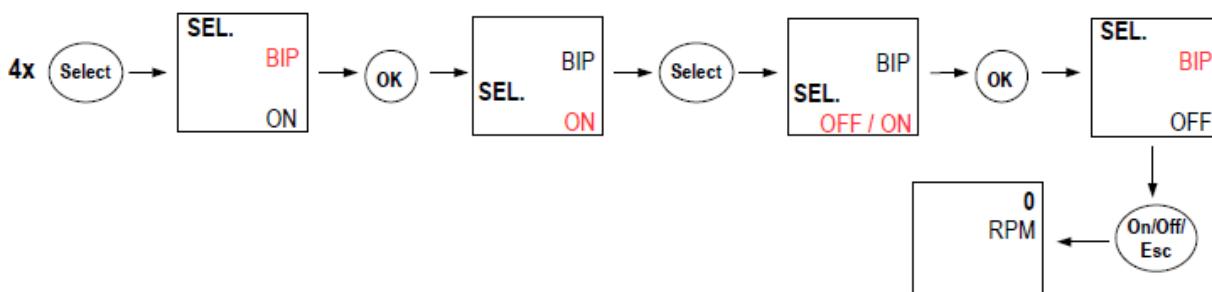 4x
Select
SEL.
BIP
ON
OK
BIP
SEL.
ON
Select
BIP
SEL.
OFF / ON
OK
SEL.
BIP
OFF
On/Off/
Esc
0
RPM